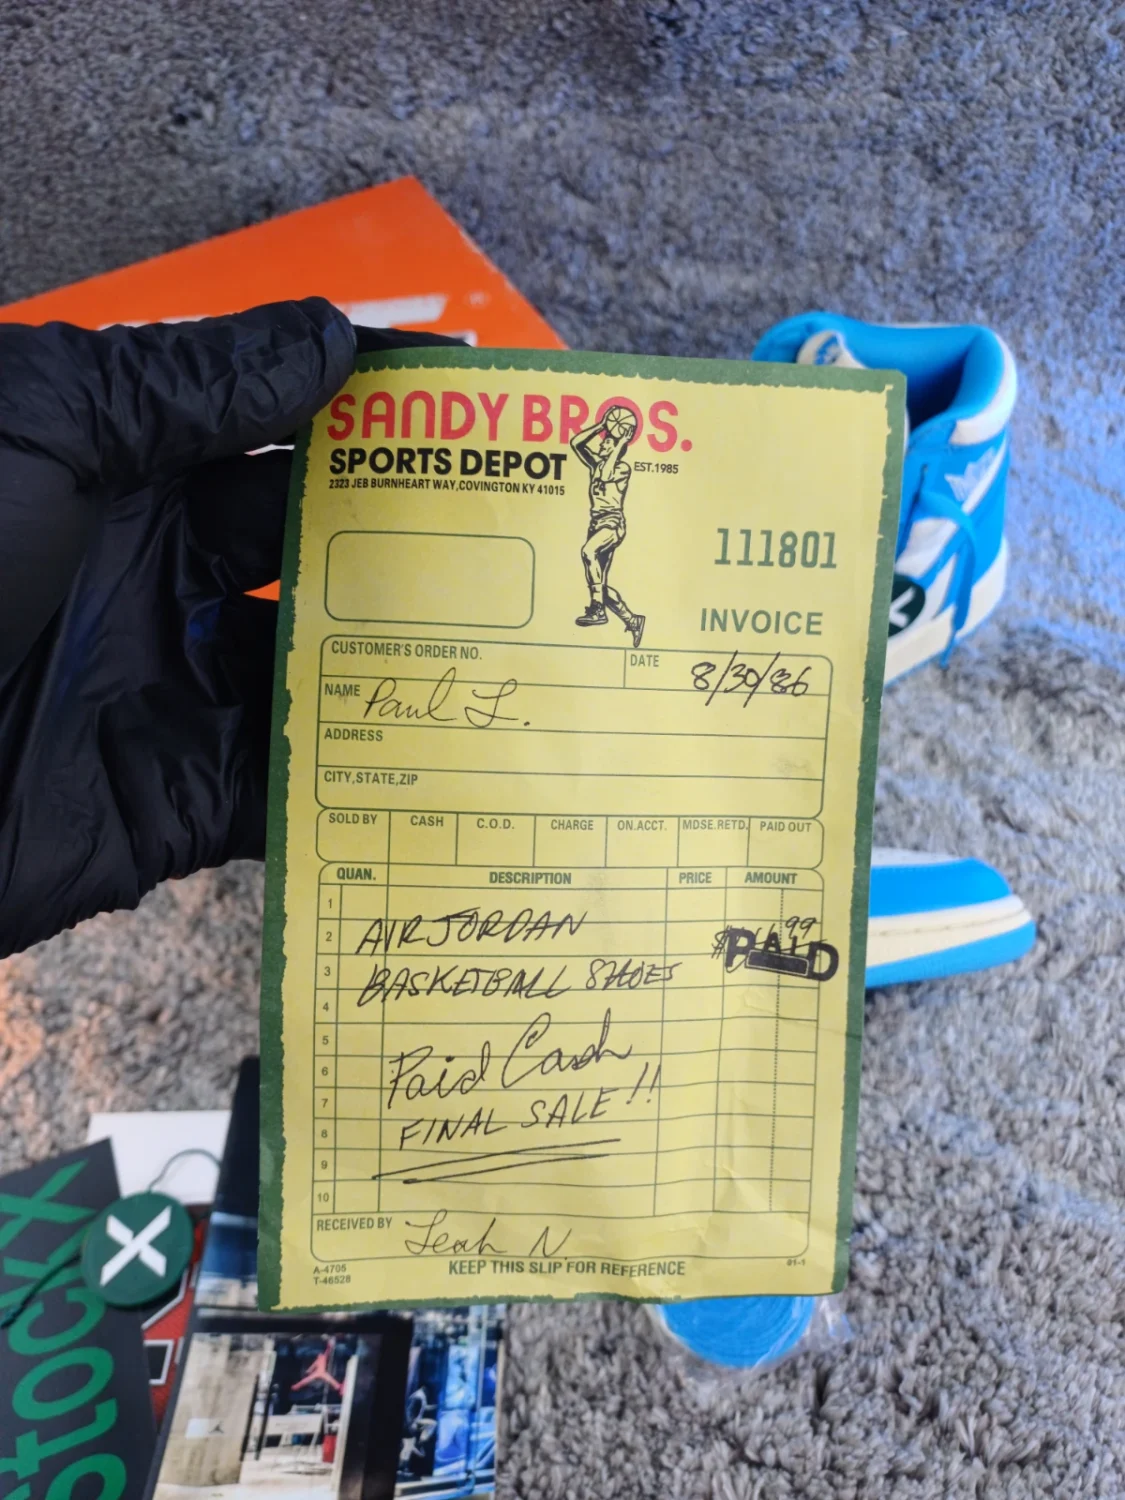 SANDY BROS.
SPORTS DEPOT
EST.1985
2323 JEB BURNHEART WAY,COVINGTON KY 41015
24
111801
INVOICE
CUSTOMER'S ORDER NO.
DATE 8/30/86
NAME Paul L.
ADDRESS
CITY,STATE,ZIP
SOLD BY CASH C.O.D. CHARGE ON.ACCT. MDSE.RETD. PAID OUT
QUAN. DESCRIPTION PRICE AMOUNT
1
2 AIR JORDAN $ 99
PAID
3 BASKETBALL SHOES
4
5
6 Paid Cash
7
8 FINAL SALE!!
9
10
RECEIVED BY Leah N.
A-4705
T-46528
KEEP THIS SLIP FOR REFERENCE
01-1
X
StockX